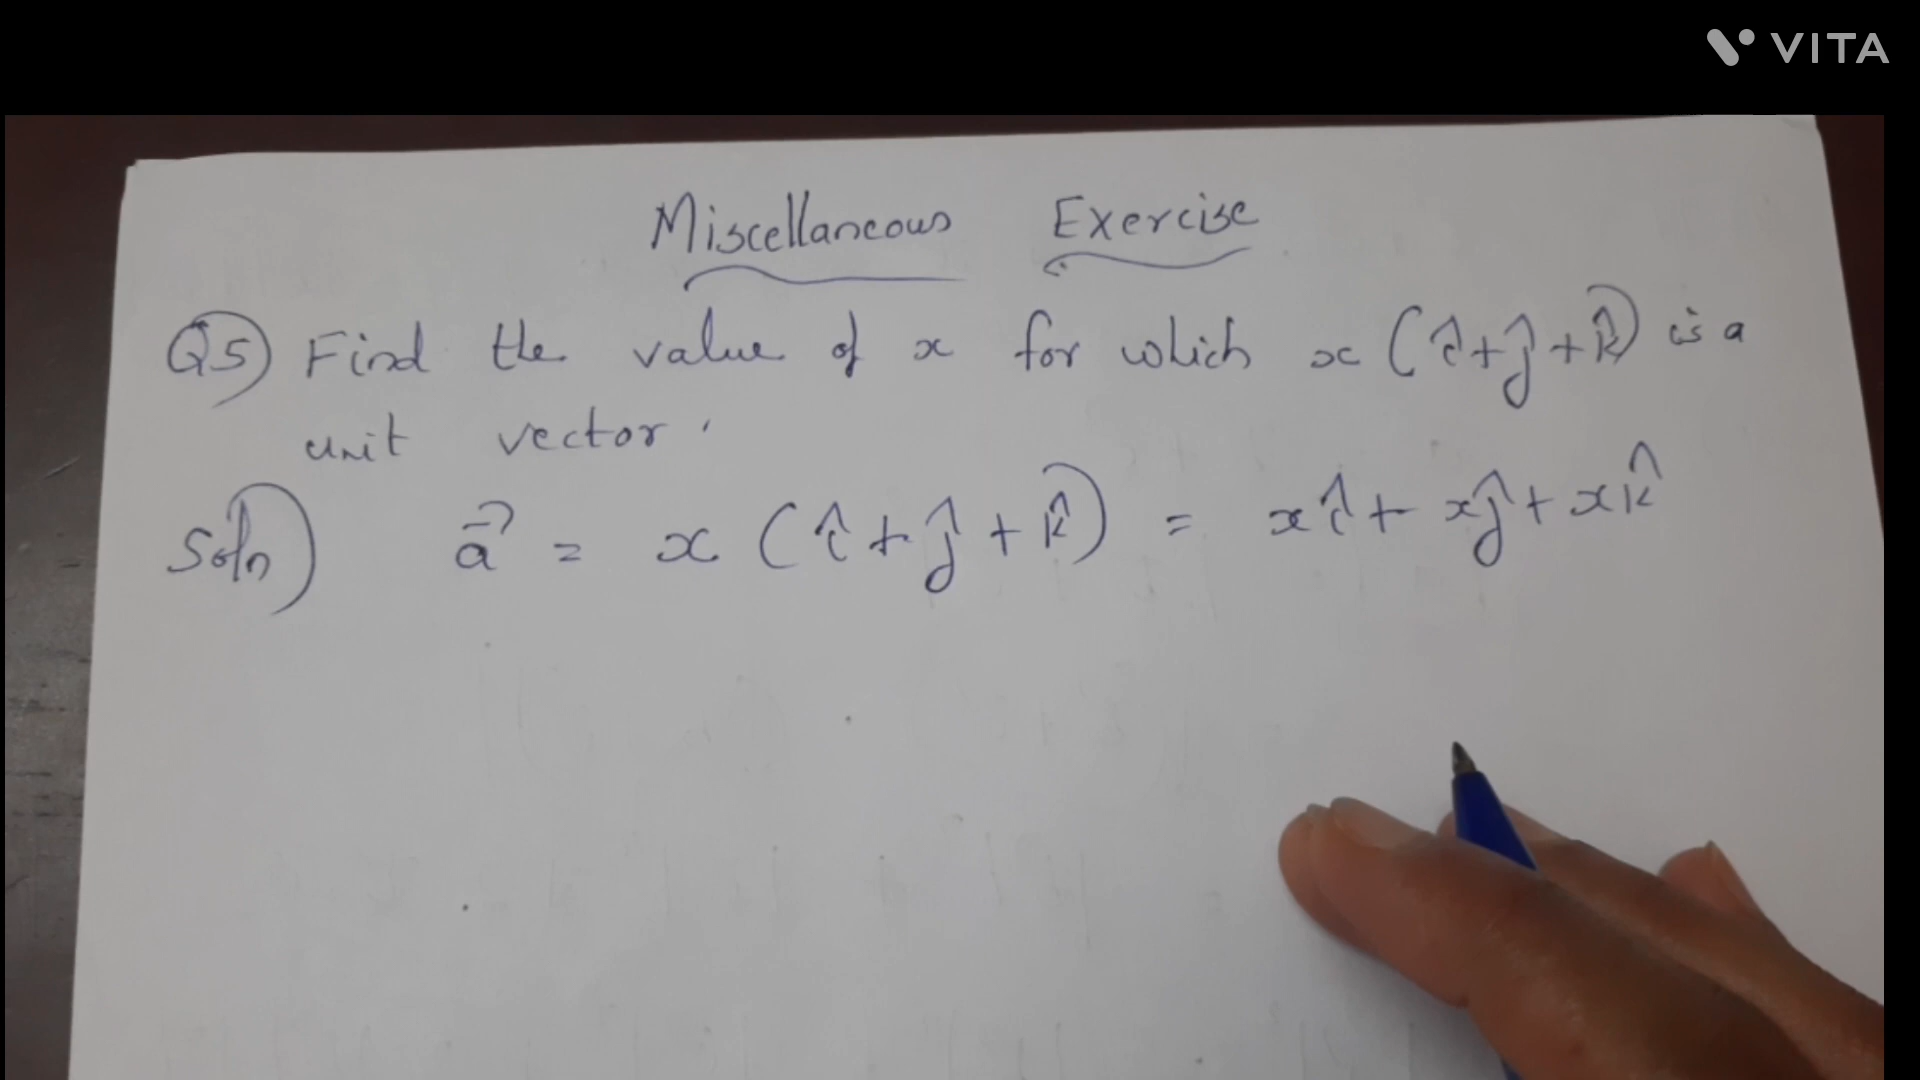 VITA
Miscellaneous Exercise
Q5) Find the value of x for which x (î + ĵ + k̂) is a
unit vector.
Soln) a⃗ = x (î + ĵ + k̂) = xî + xĵ + xk̂